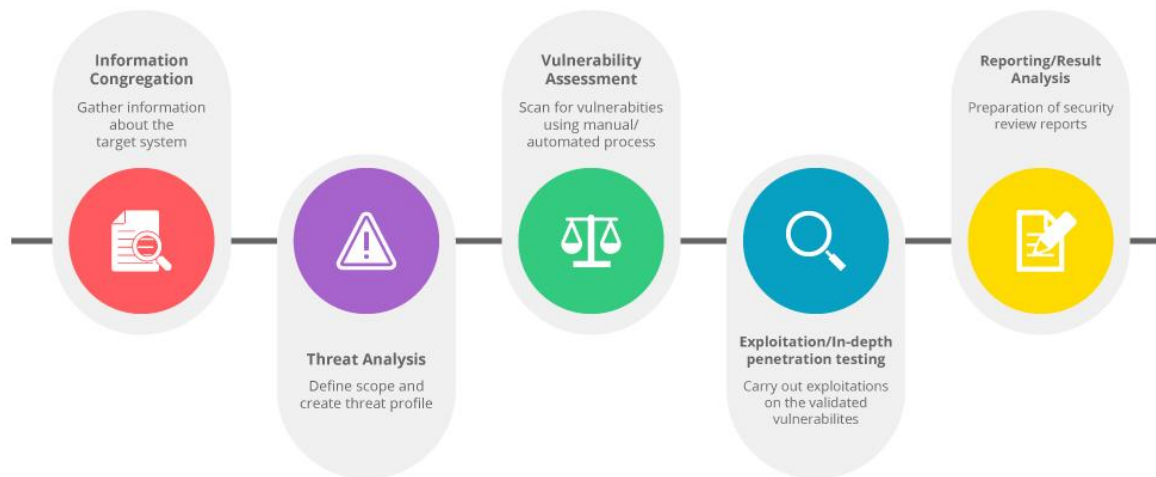 Information
Congregation
Gather information
about the
target system
Threat Analysis
Define scope and
create threat profile
Vulnerability
Assessment
Scan for vulnerabities
using manual/
automated process
Exploitation/In-depth
penetration testing
Carry out exploitations
on the validated
vulnerabilites
Reporting/Result
Analysis
Preparation of security
review reports